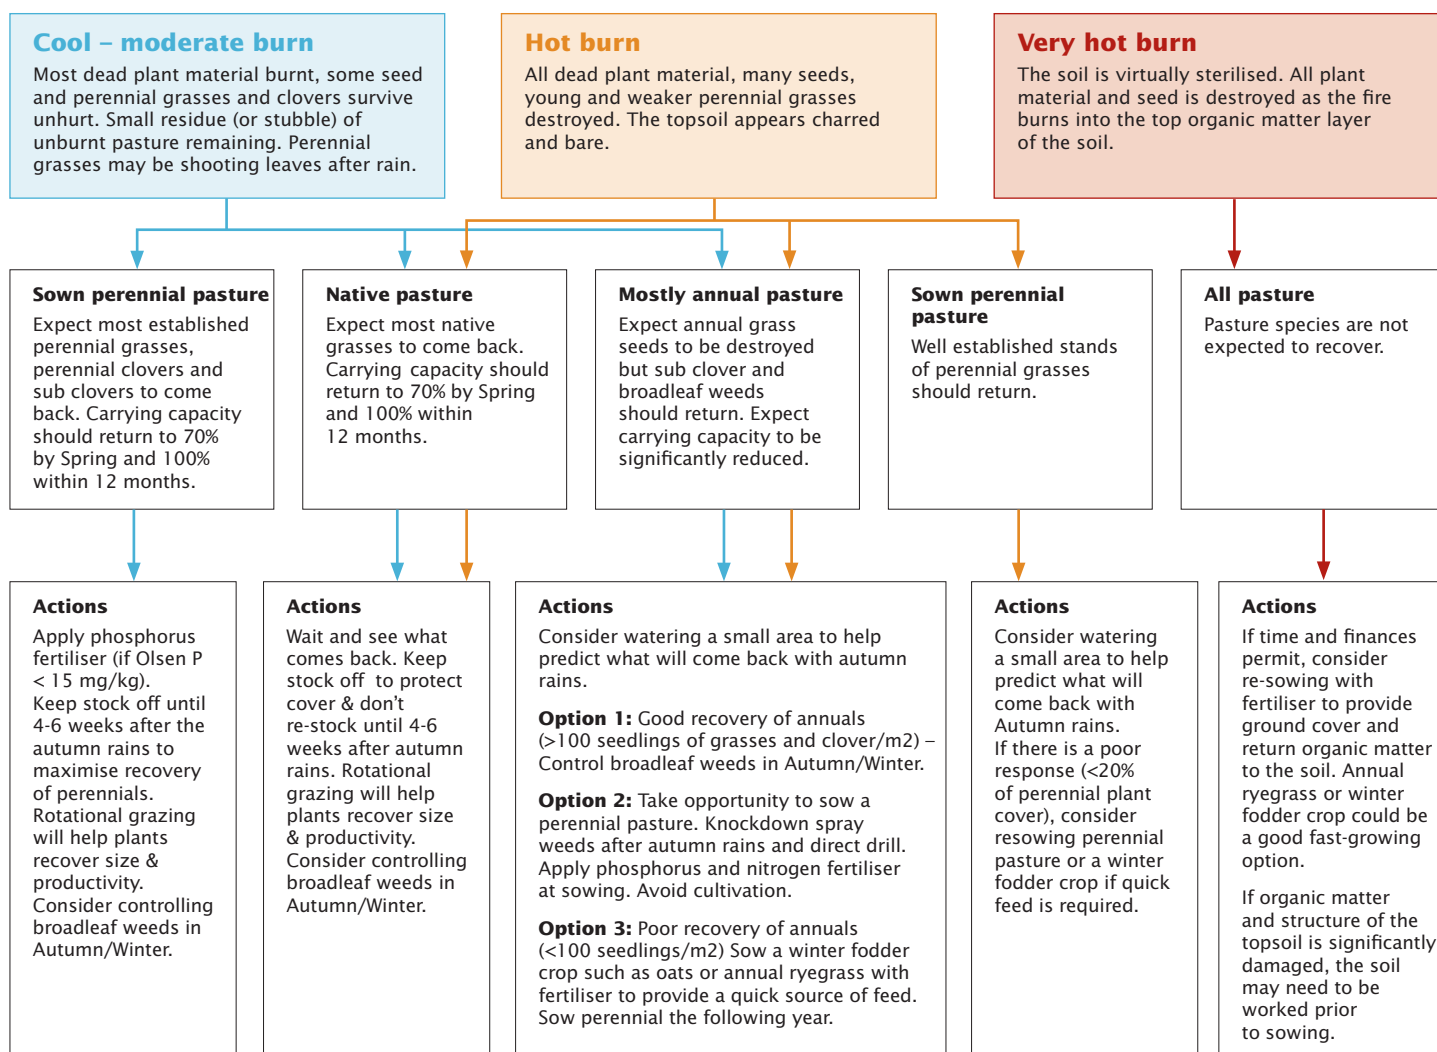 Cool – moderate burn
Most dead plant material burnt, some seed
and perennial grasses and clovers survive
unhurt. Small residue (or stubble) of
unburnt pasture remaining. Perennial
grasses may be shooting leaves after rain.
Hot burn
All dead plant material, many seeds,
young and weaker perennial grasses
destroyed. The topsoil appears charred
and bare.
Very hot burn
The soil is virtually sterilised. All plant
material and seed is destroyed as the fire
burns into the top organic matter layer
of the soil.
Sown perennial pasture
Expect most established
perennial grasses,
perennial clovers and
sub clovers to come
back. Carrying capacity
should return to 70%
by Spring and 100%
within 12 months.
Native pasture
Expect most native
grasses to come back.
Carrying capacity should
return to 70% by Spring
and 100% within
12 months.
Mostly annual pasture
Expect annual grass
seeds to be destroyed
but sub clover and
broadleaf weeds
should return. Expect
carrying capacity to be
significantly reduced.
Sown perennial
pasture
Well established stands
of perennial grasses
should return.
All pasture
Pasture species are not
expected to recover.
Actions
Apply phosphorus
fertiliser (if Olsen P
< 15 mg/kg).
Keep stock off until
4-6 weeks after the
autumn rains to
maximise recovery
of perennials.
Rotational grazing
will help plants
recover size &
productivity.
Consider controlling
broadleaf weeds in
Autumn/Winter.
Actions
Wait and see what
comes back. Keep
stock off to protect
cover & don't
re-stock until 4-6
weeks after autumn
rains. Rotational
grazing will help
plants recover size
& productivity.
Consider controlling
broadleaf weeds in
Autumn/Winter.
Actions
Consider watering a small area to help
predict what will come back with autumn
rains.
Option 1: Good recovery of annuals
(>100 seedlings of grasses and clover/m2) –
Control broadleaf weeds in Autumn/Winter.
Option 2: Take opportunity to sow a
perennial pasture. Knockdown spray
weeds after autumn rains and direct drill.
Apply phosphorus and nitrogen fertiliser
at sowing. Avoid cultivation.
Option 3: Poor recovery of annuals
(<100 seedlings/m2) Sow a winter fodder
crop such as oats or annual ryegrass with
fertiliser to provide a quick source of feed.
Sow perennial the following year.
Actions
Consider watering
a small area to help
predict what will
come back with
Autumn rains.
If there is a poor
response (<20%
of perennial plant
cover), consider
resowing perennial
pasture or a winter
fodder crop if quick
feed is required.
Actions
If time and finances
permit, consider
re-sowing with
fertiliser to provide
ground cover and
return organic matter
to the soil. Annual
ryegrass or winter
fodder crop could be
a good fast-growing
option.
If organic matter
and structure of the
topsoil is significantly
damaged, the soil
may need to be
worked prior
to sowing.